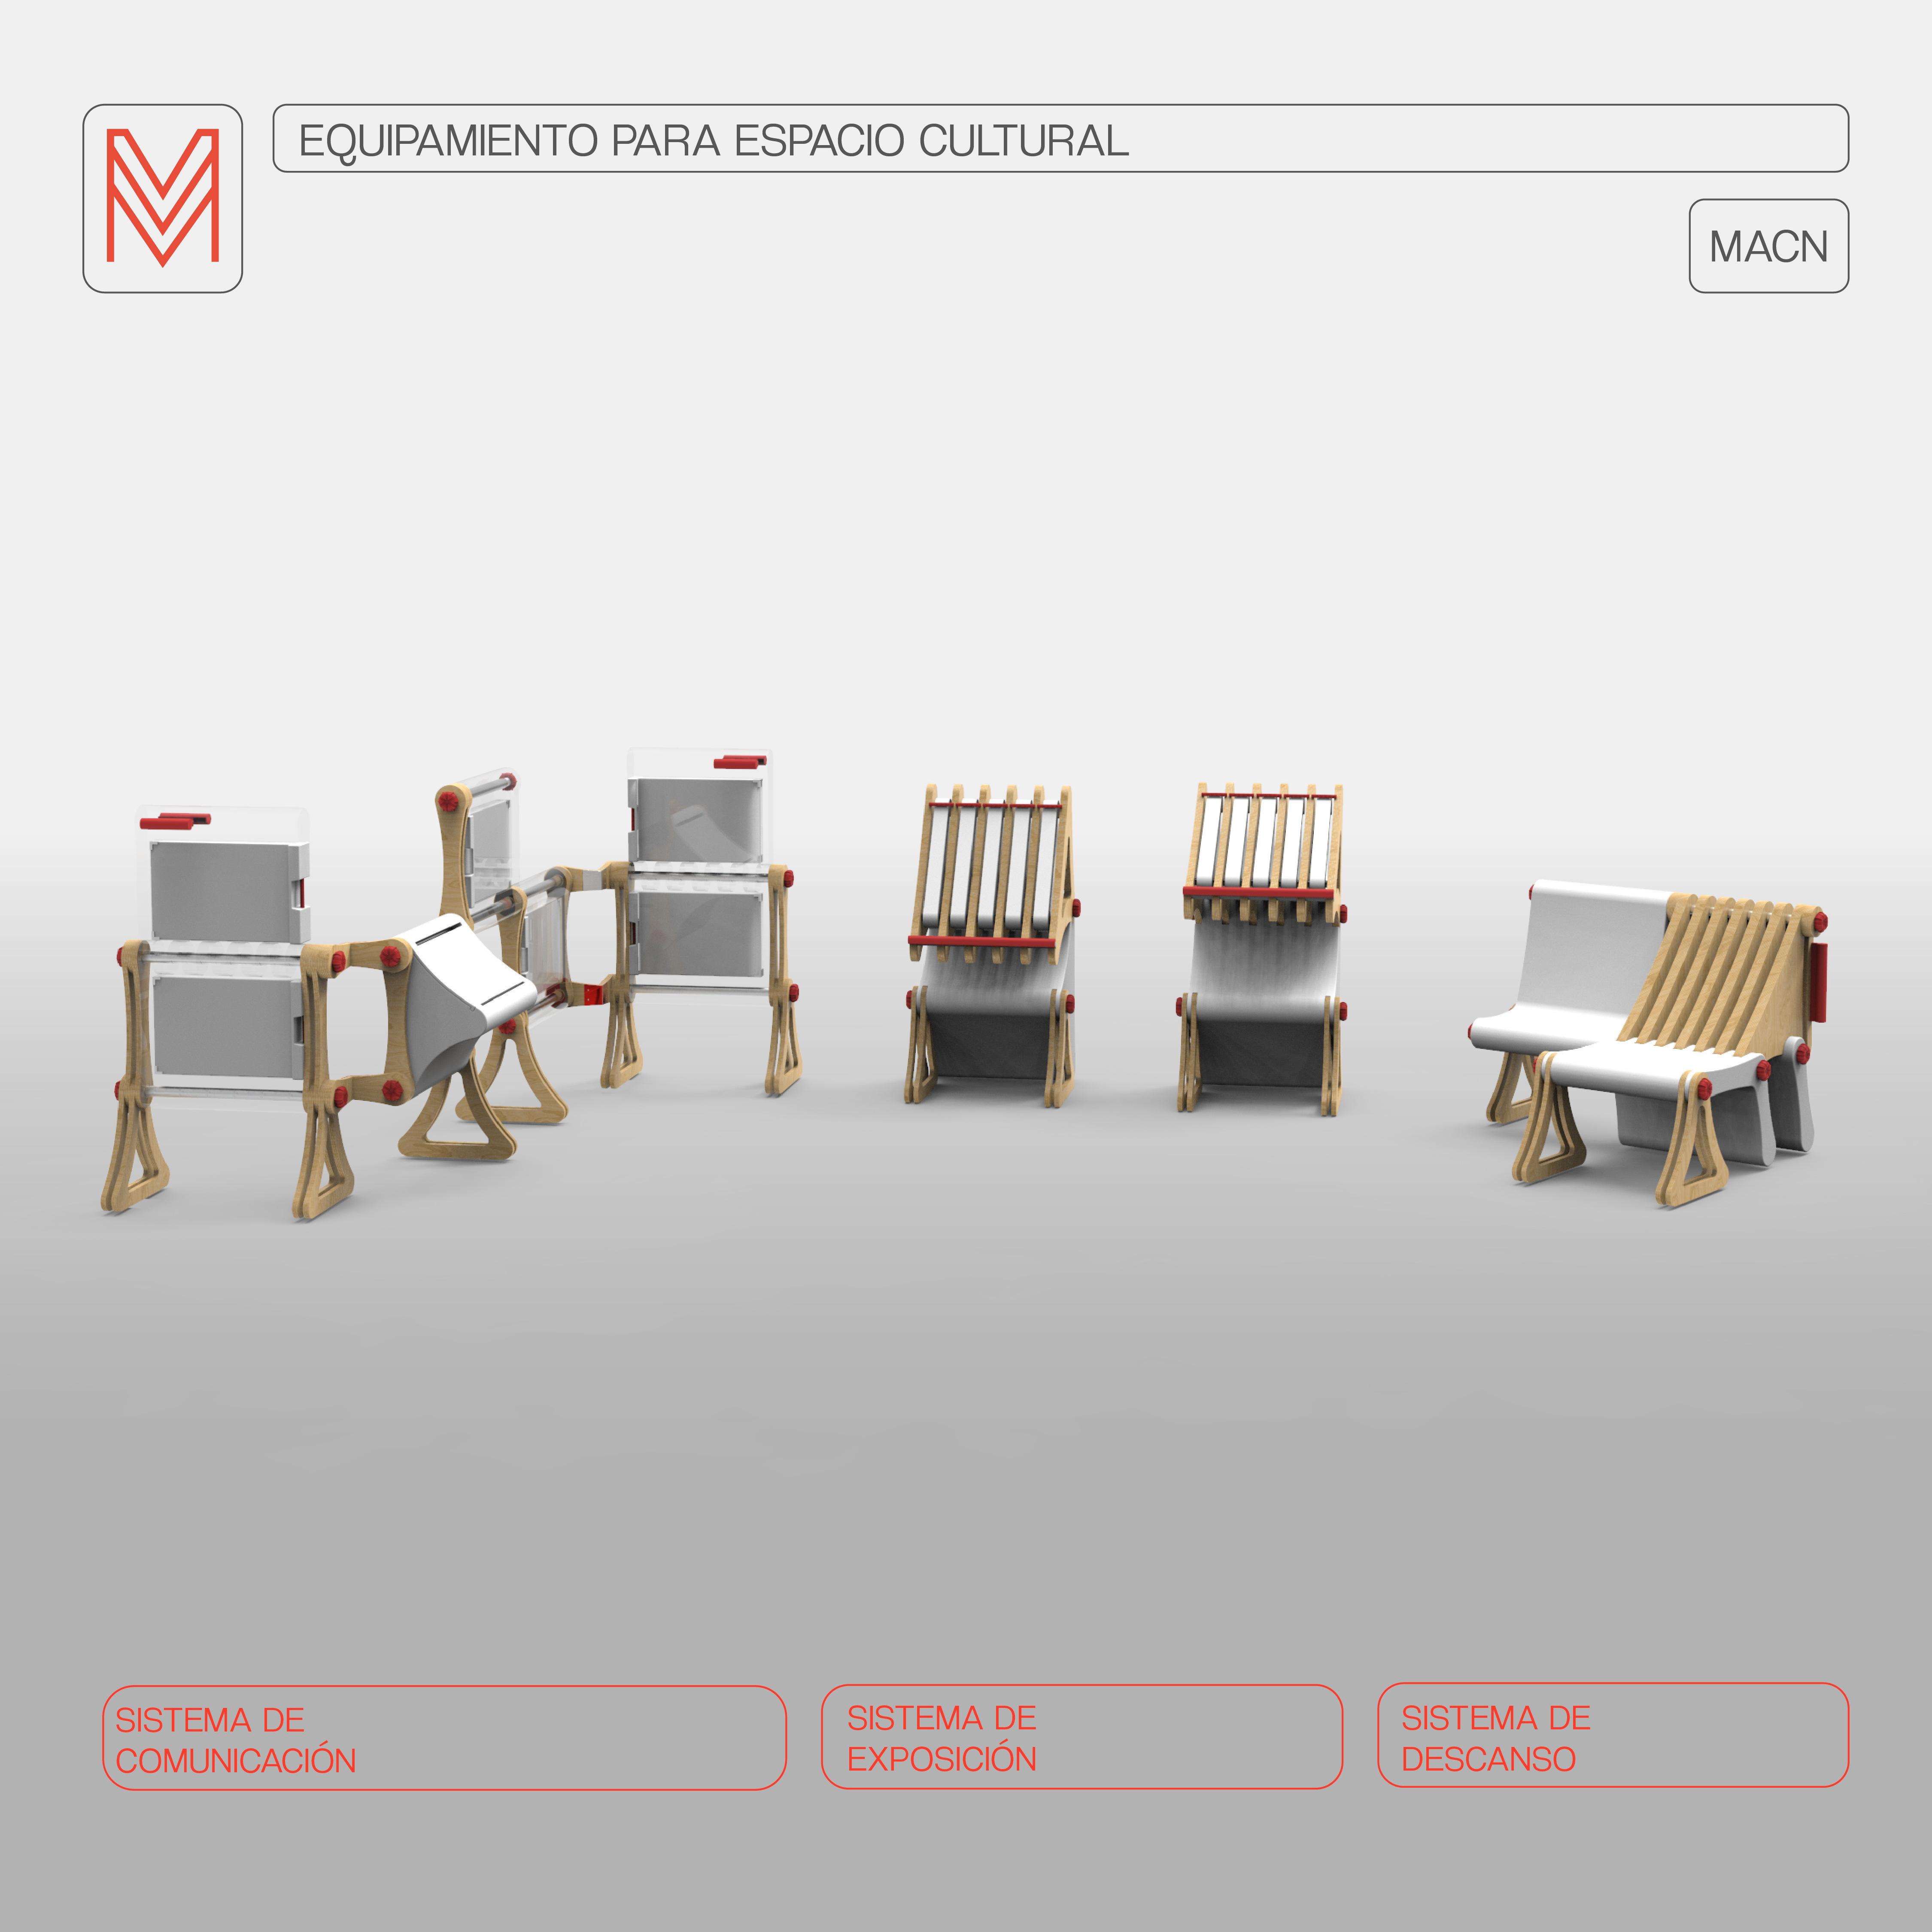 M
EQUIPAMIENTO PARA ESPACIO CULTURAL
MACN
SISTEMA DE
COMUNICACIÓN
SISTEMA DE
EXPOSICIÓN
SISTEMA DE
DESCANSO